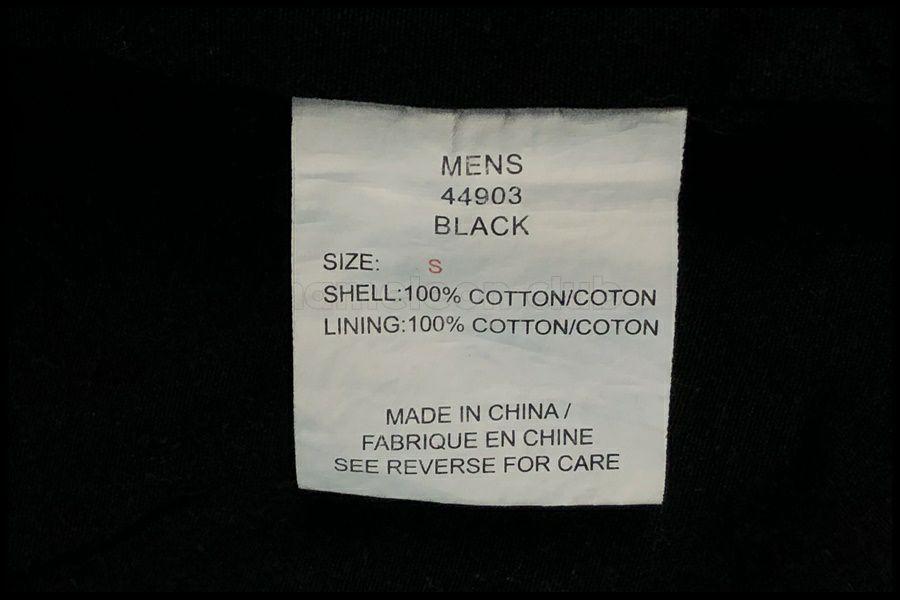 MENS
44903
BLACK
SIZE: S
SHELL:100% COTTON/COTON
LINING:100% COTTON/COTON
MADE IN CHINA /
FABRIQUE EN CHINE
SEE REVERSE FOR CARE